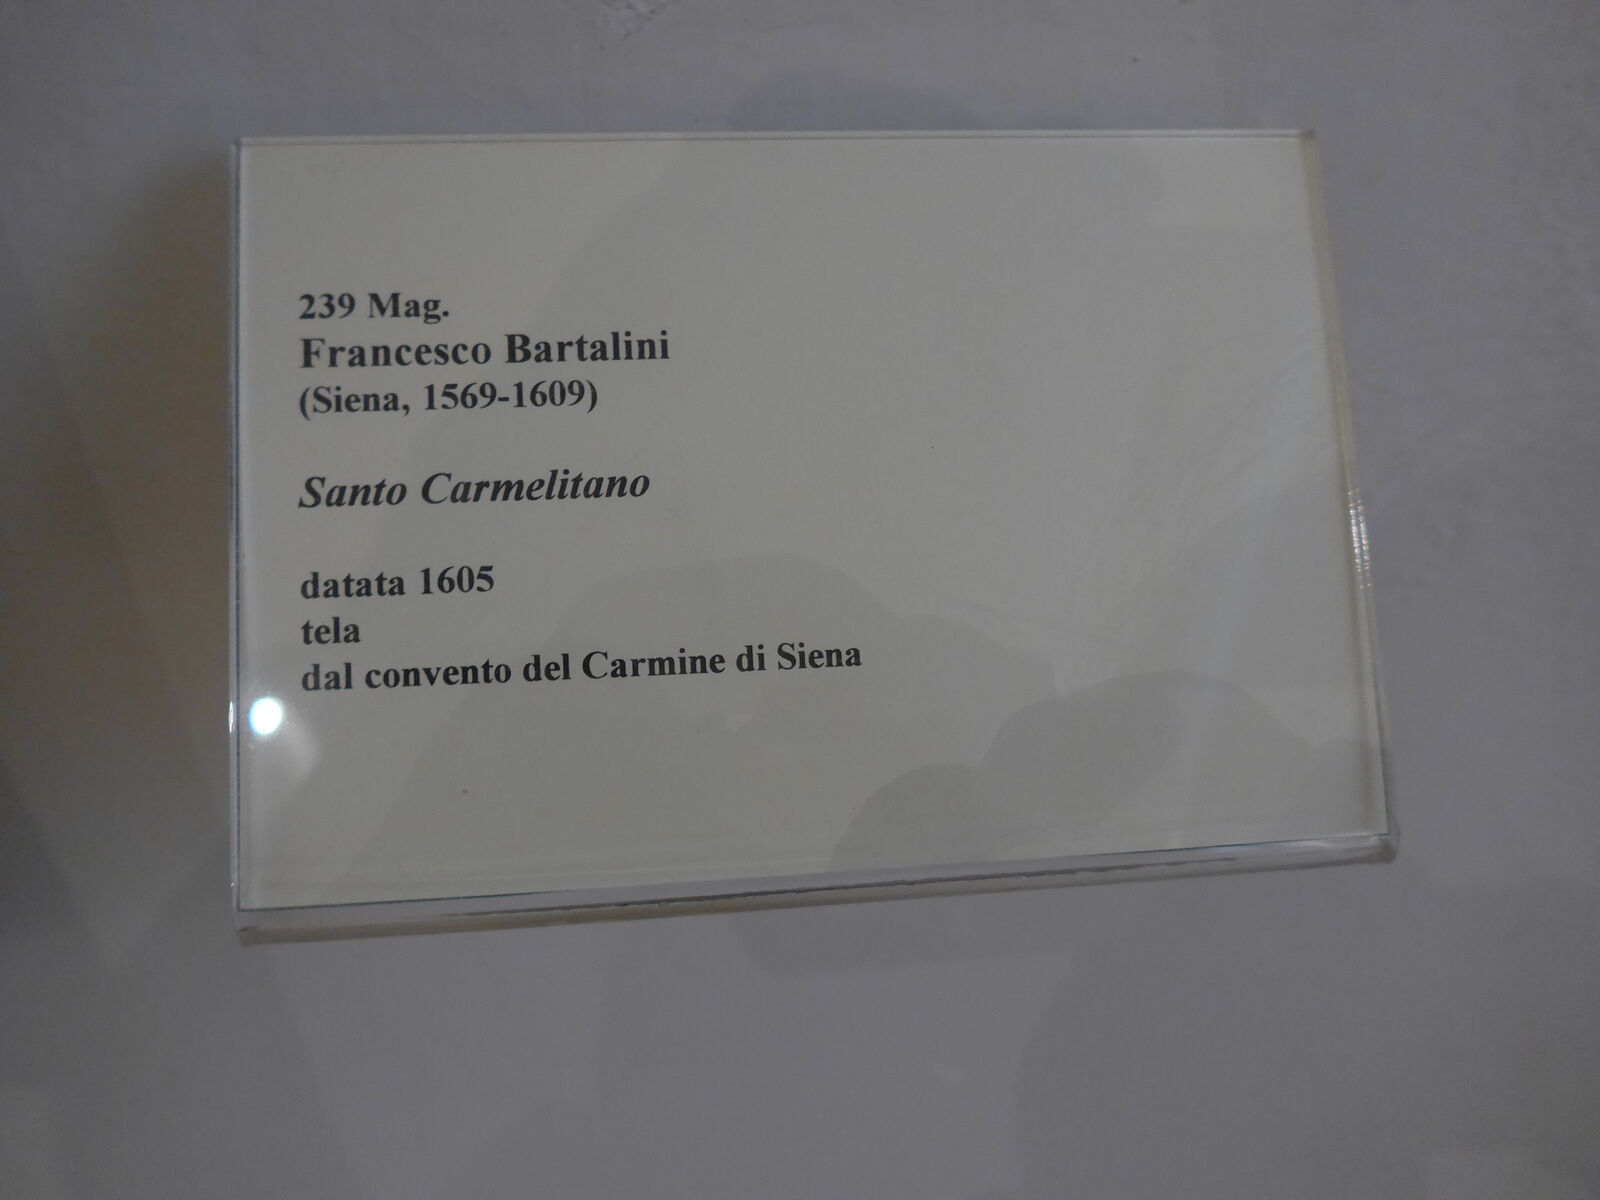 239 Mag.
Francesco Bartalini
(Siena, 1569-1609)
Santo Carmelitano
datata 1605
tela
dal convento del Carmine di Siena